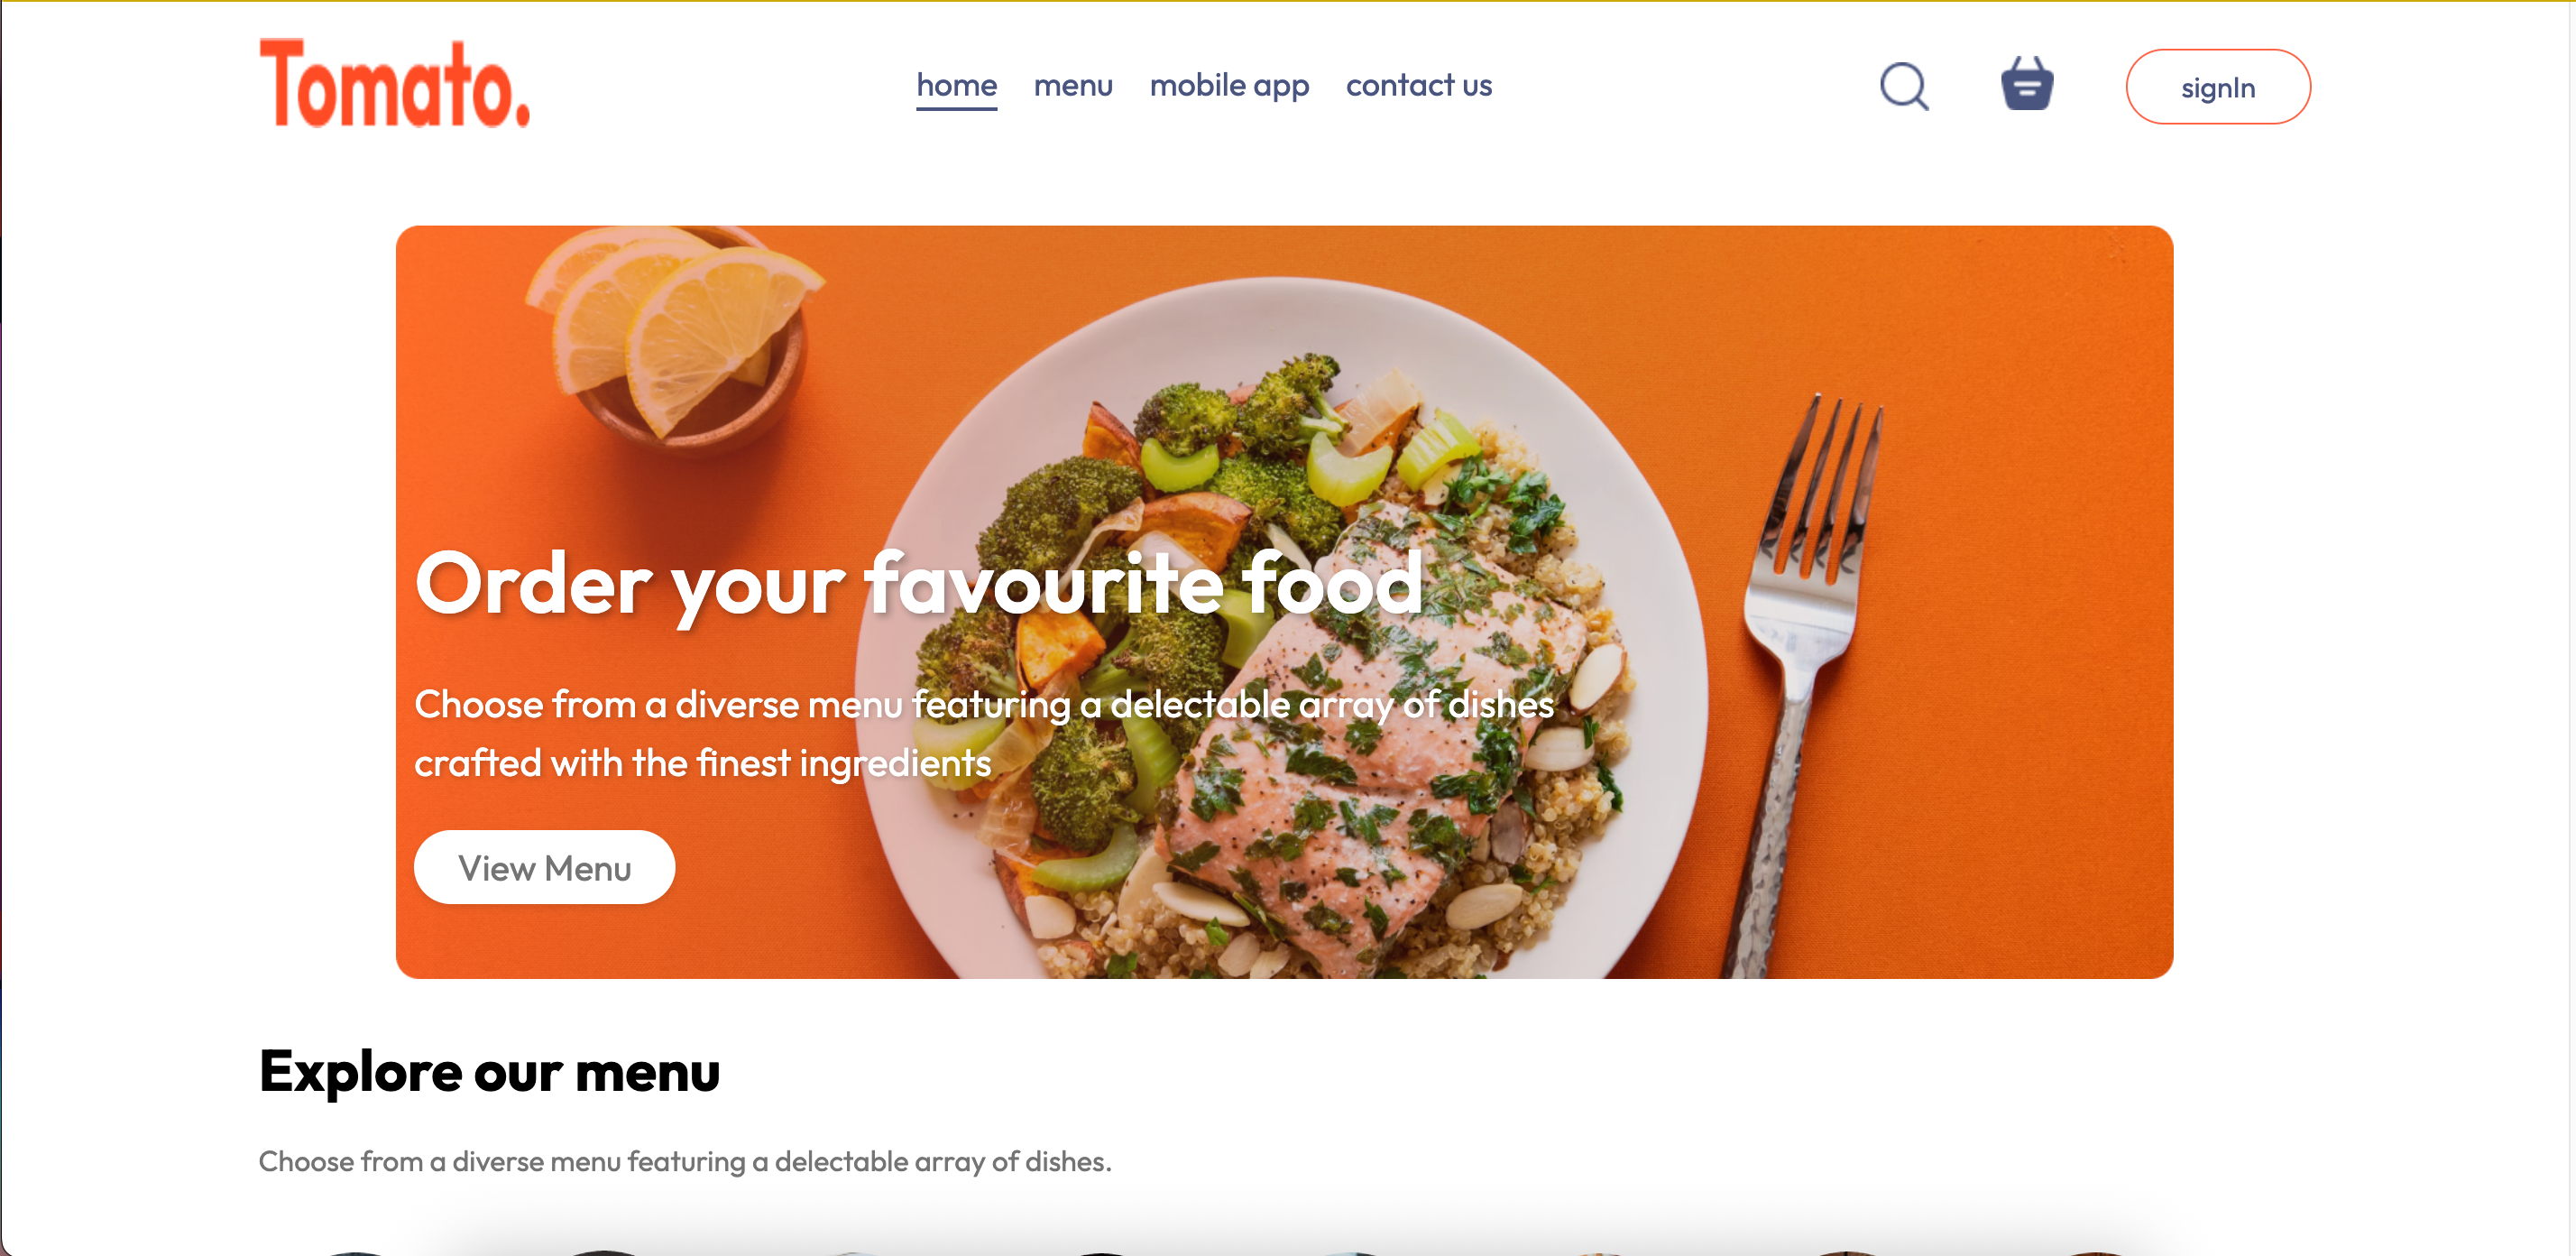 Tomato.
home menu mobile app contact us
signIn
Order your favourite food
Choose from a diverse menu featuring a delectable array of dishes
crafted with the finest ingredients
View Menu
Explore our menu
Choose from a diverse menu featuring a delectable array of dishes.